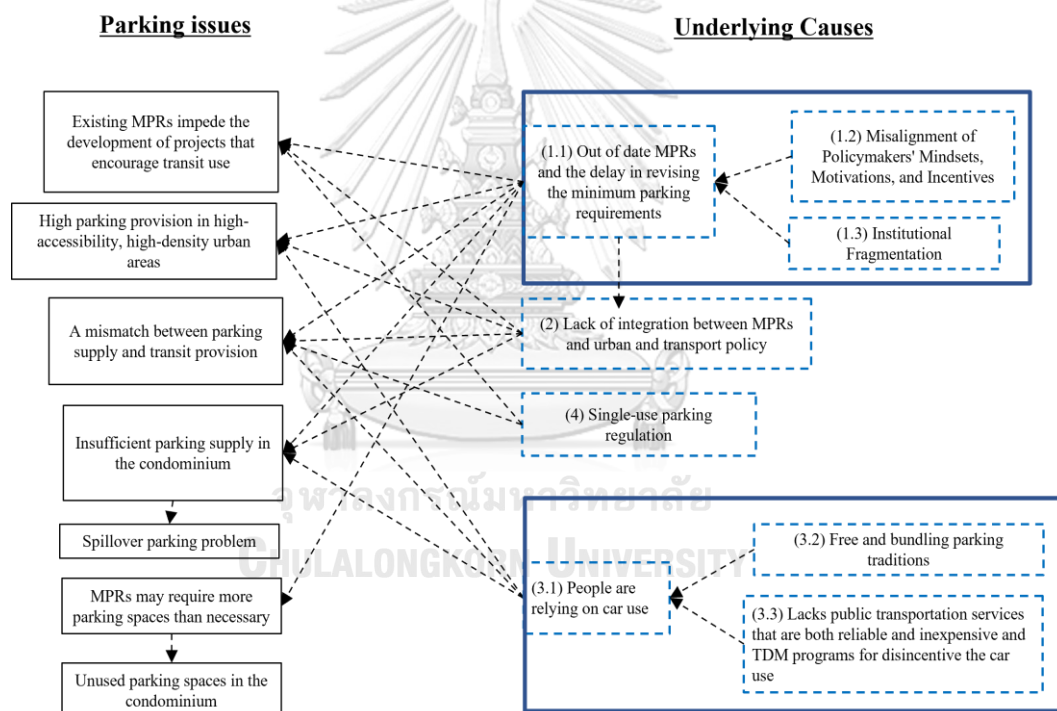 Parking issues
Existing MPRs impede the
development of projects that
encourage transit use
High parking provision in high-
accessibility, high-density urban
areas
A mismatch between parking
supply and transit provision
Insufficient parking supply in
the condominium
Spillover parking problem
MPRs may require more
parking spaces than necessary
Unused parking spaces in the
condominium
Underlying Causes
(1.1) Out of date MPRs
and the delay in revising
the minimum parking
requirements
(1.2) Misalignment of
Policymakers' Mindsets,
Motivations, and Incentives
(1.3) Institutional
Fragmentation
(2) Lack of integration between MPRs
and urban and transport policy
(4) Single-use parking
regulation
(3.1) People are
relying on car use
(3.2) Free and bundling parking
traditions
(3.3) Lacks public transportation services
that are both reliable and inexpensive and
TDM programs for disincentive the car
use
จุฬาลงกรณ์มหาวิทยาลัย
CHULALONGKORN UNIVERSITY